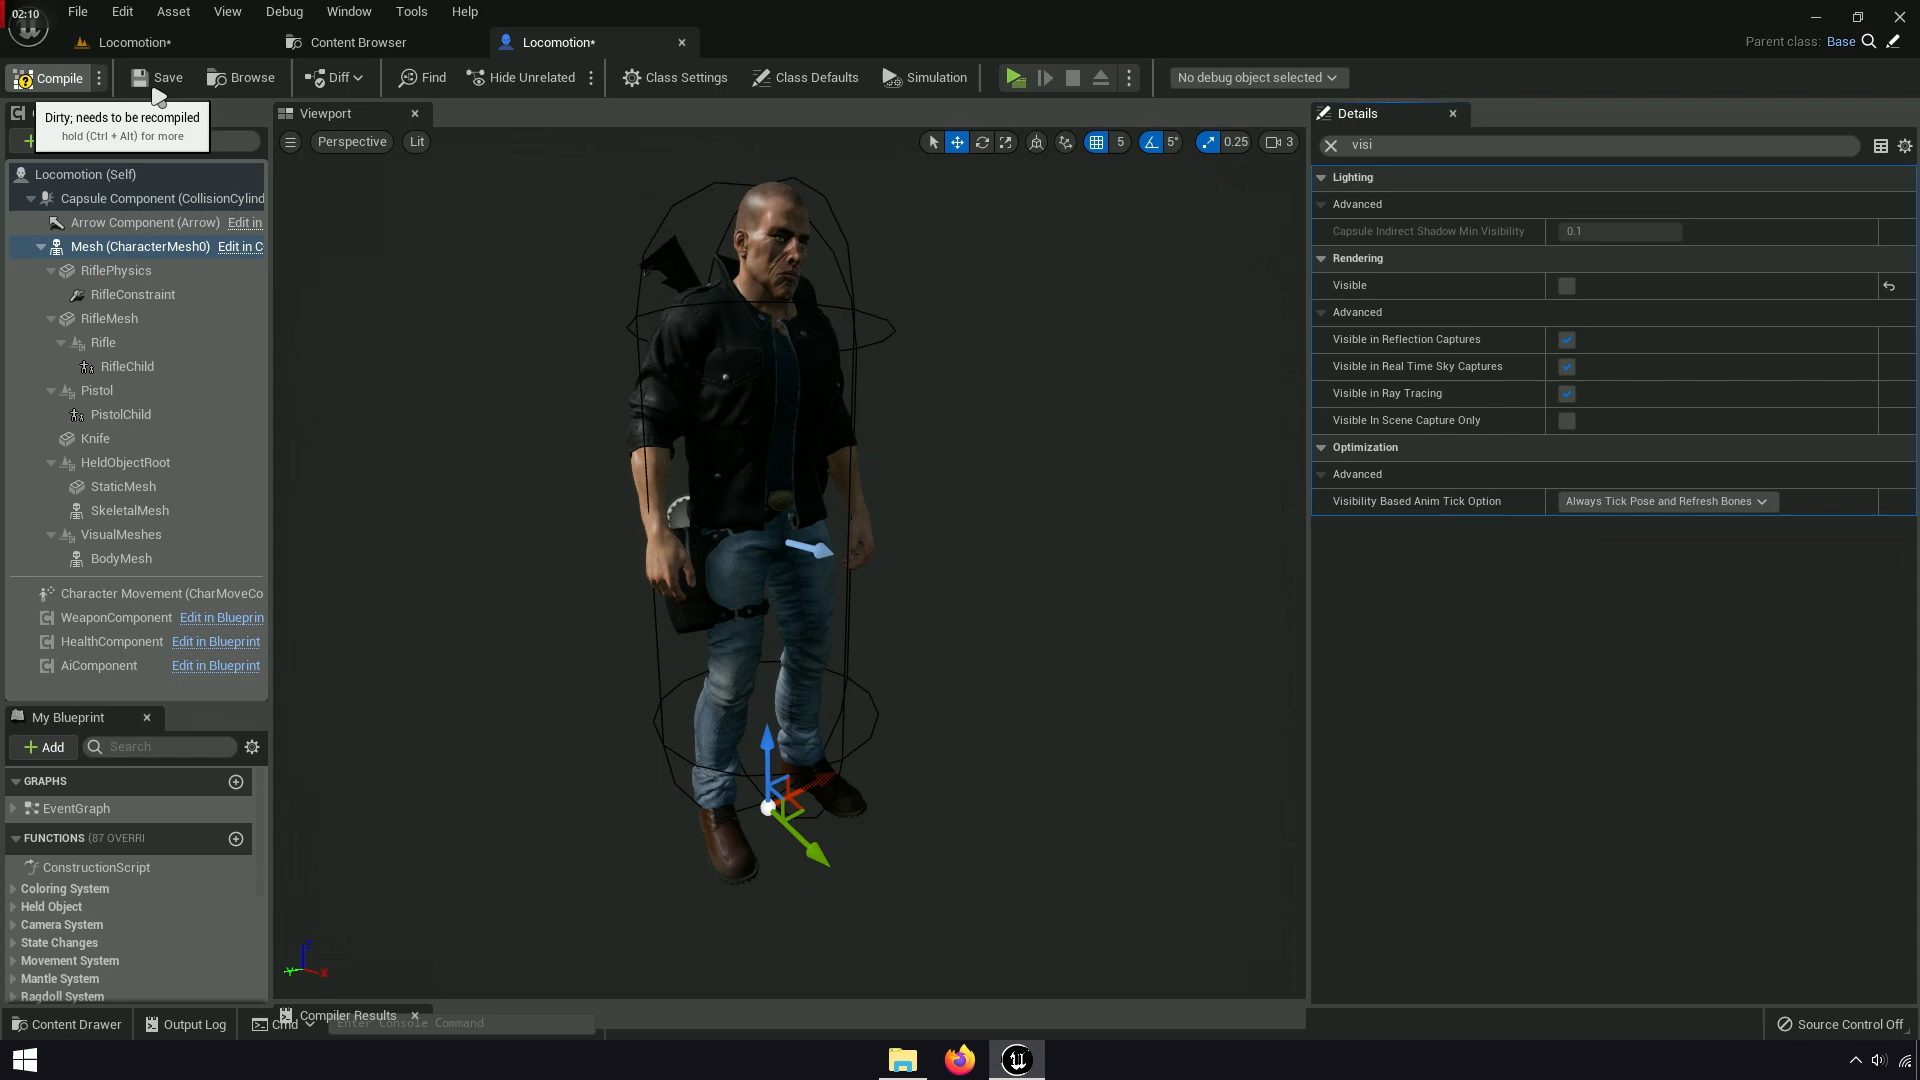 02:10
File Edit Asset View Debug Window Tools Help
Locomotion* Content Browser Locomotion* Parent class: Base
Compile Save Browse Diff Find Hide Unrelated Class Settings Class Defaults Simulation No debug object selected
Dirty; needs to be recompiled
hold (Ctrl + Alt) for more
Locomotion (Self)
Capsule Component (CollisionCylind
Arrow Component (Arrow) Edit in
Mesh (CharacterMesh0) Edit in C
RiflePhysics
RifleConstraint
RifleMesh
Rifle
RifleChild
Pistol
PistolChild
Knife
HeldObjectRoot
StaticMesh
SkeletalMesh
VisualMeshes
BodyMesh
Character Movement (CharMoveCo
WeaponComponent Edit in Blueprin
HealthComponent Edit in Blueprint
AiComponent Edit in Blueprint
My Blueprint
Add Search
GRAPHS
EventGraph
FUNCTIONS (87 OVERRI
ConstructionScript
Coloring System
Held Object
Camera System
State Changes
Movement System
Mantle System
Ragdoll System
Viewport
Perspective Lit 5 5° 0.25 3
Z
Y X
Compiler Results
Details
visi
Lighting
Advanced
Capsule Indirect Shadow Min Visibility 0.1
Rendering
Visible
Advanced
Visible in Reflection Captures
Visible in Real Time Sky Captures
Visible in Ray Tracing
Visible In Scene Capture Only
Optimization
Advanced
Visibility Based Anim Tick Option Always Tick Pose and Refresh Bones
Content Drawer Output Log Cmd Enter Console Command Source Control Off